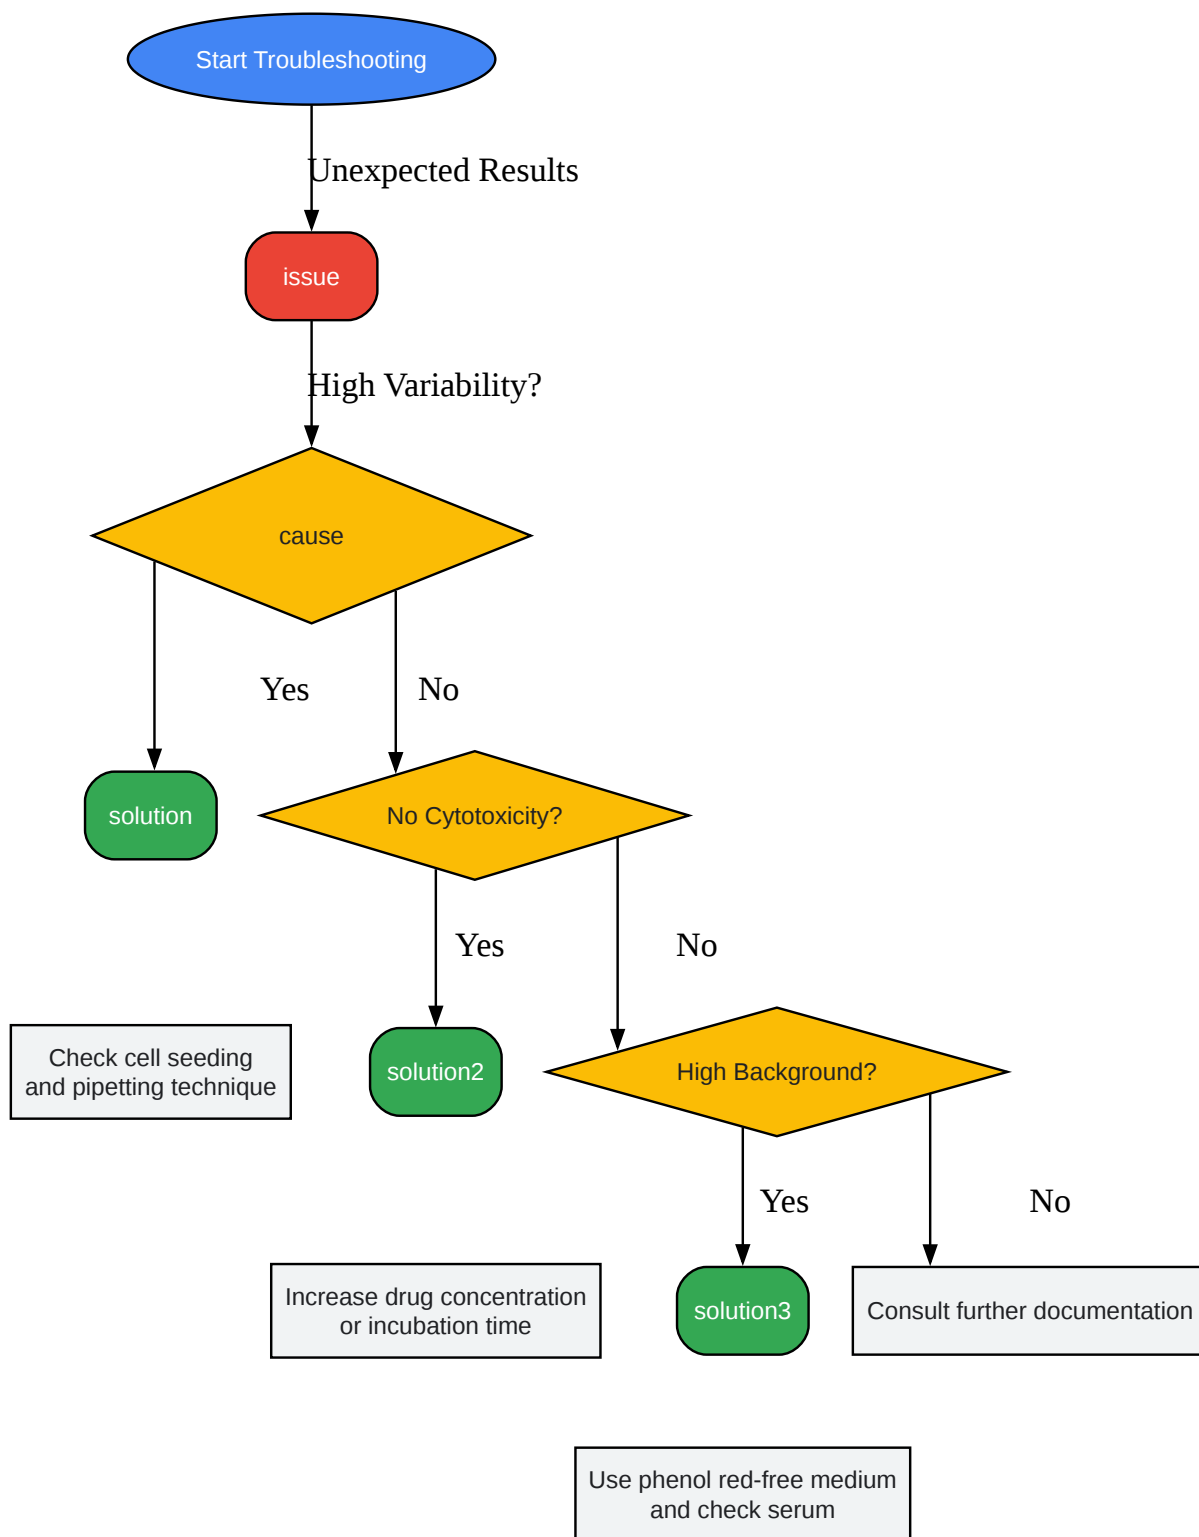 Start Troubleshooting
Unexpected Results
issue
High Variability?
cause
Yes
No
solution
No Cytotoxicity?
Yes
No
Check cell seeding
and pipetting technique
solution2
High Background?
Yes
No
Increase drug concentration
or incubation time
solution3
Consult further documentation
Use phenol red-free medium
and check serum